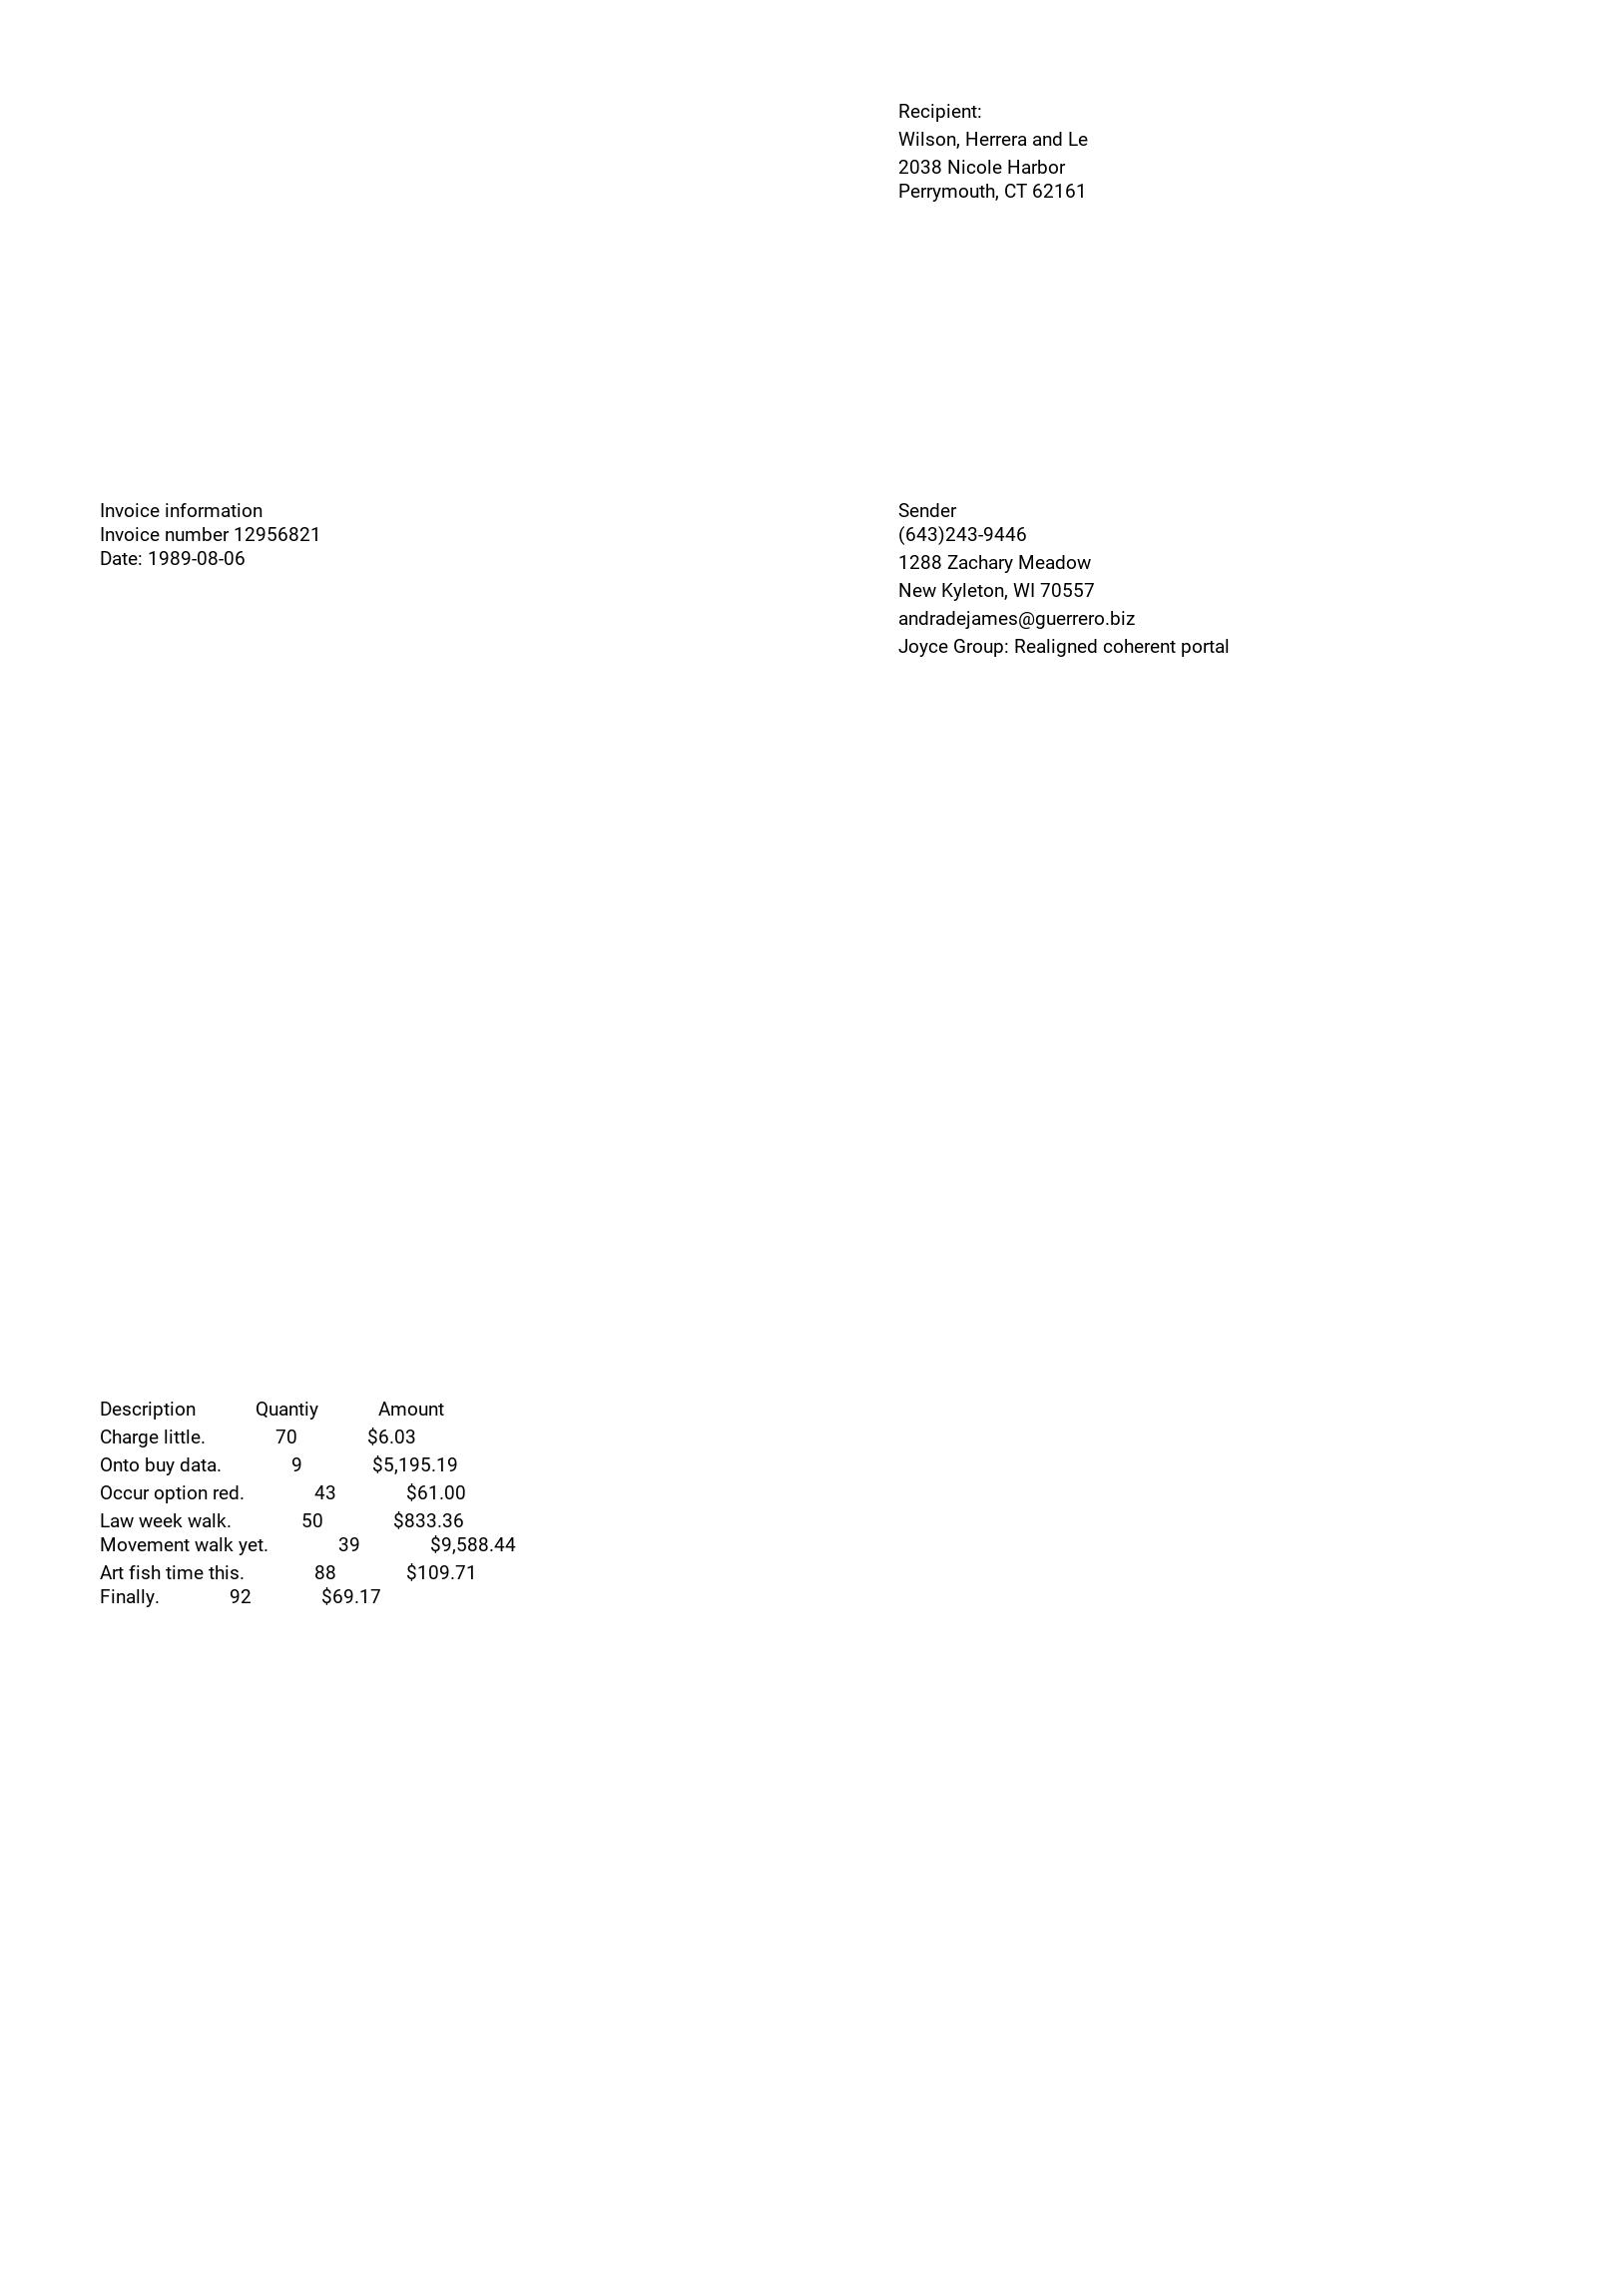 Recipient:
Wilson, Herrera and Le
2038 Nicole Harbor
Perrymouth, CT 62161
Invoice information
Invoice number 12956821
Date: 1989-08-06
Sender
(643)243-9446
1288 Zachary Meadow
New Kyleton, WI 70557
andradejames@guerrero.biz
Joyce Group: Realigned coherent portal
Description Quantiy Amount
Charge little. 70 $6.03
Onto buy data. 9 $5,195.19
Occur option red. 43 $61.00
Law week walk. 50 $833.36
Movement walk yet. 39 $9,588.44
Art fish time this. 88 $109.71
Finally. 92 $69.17